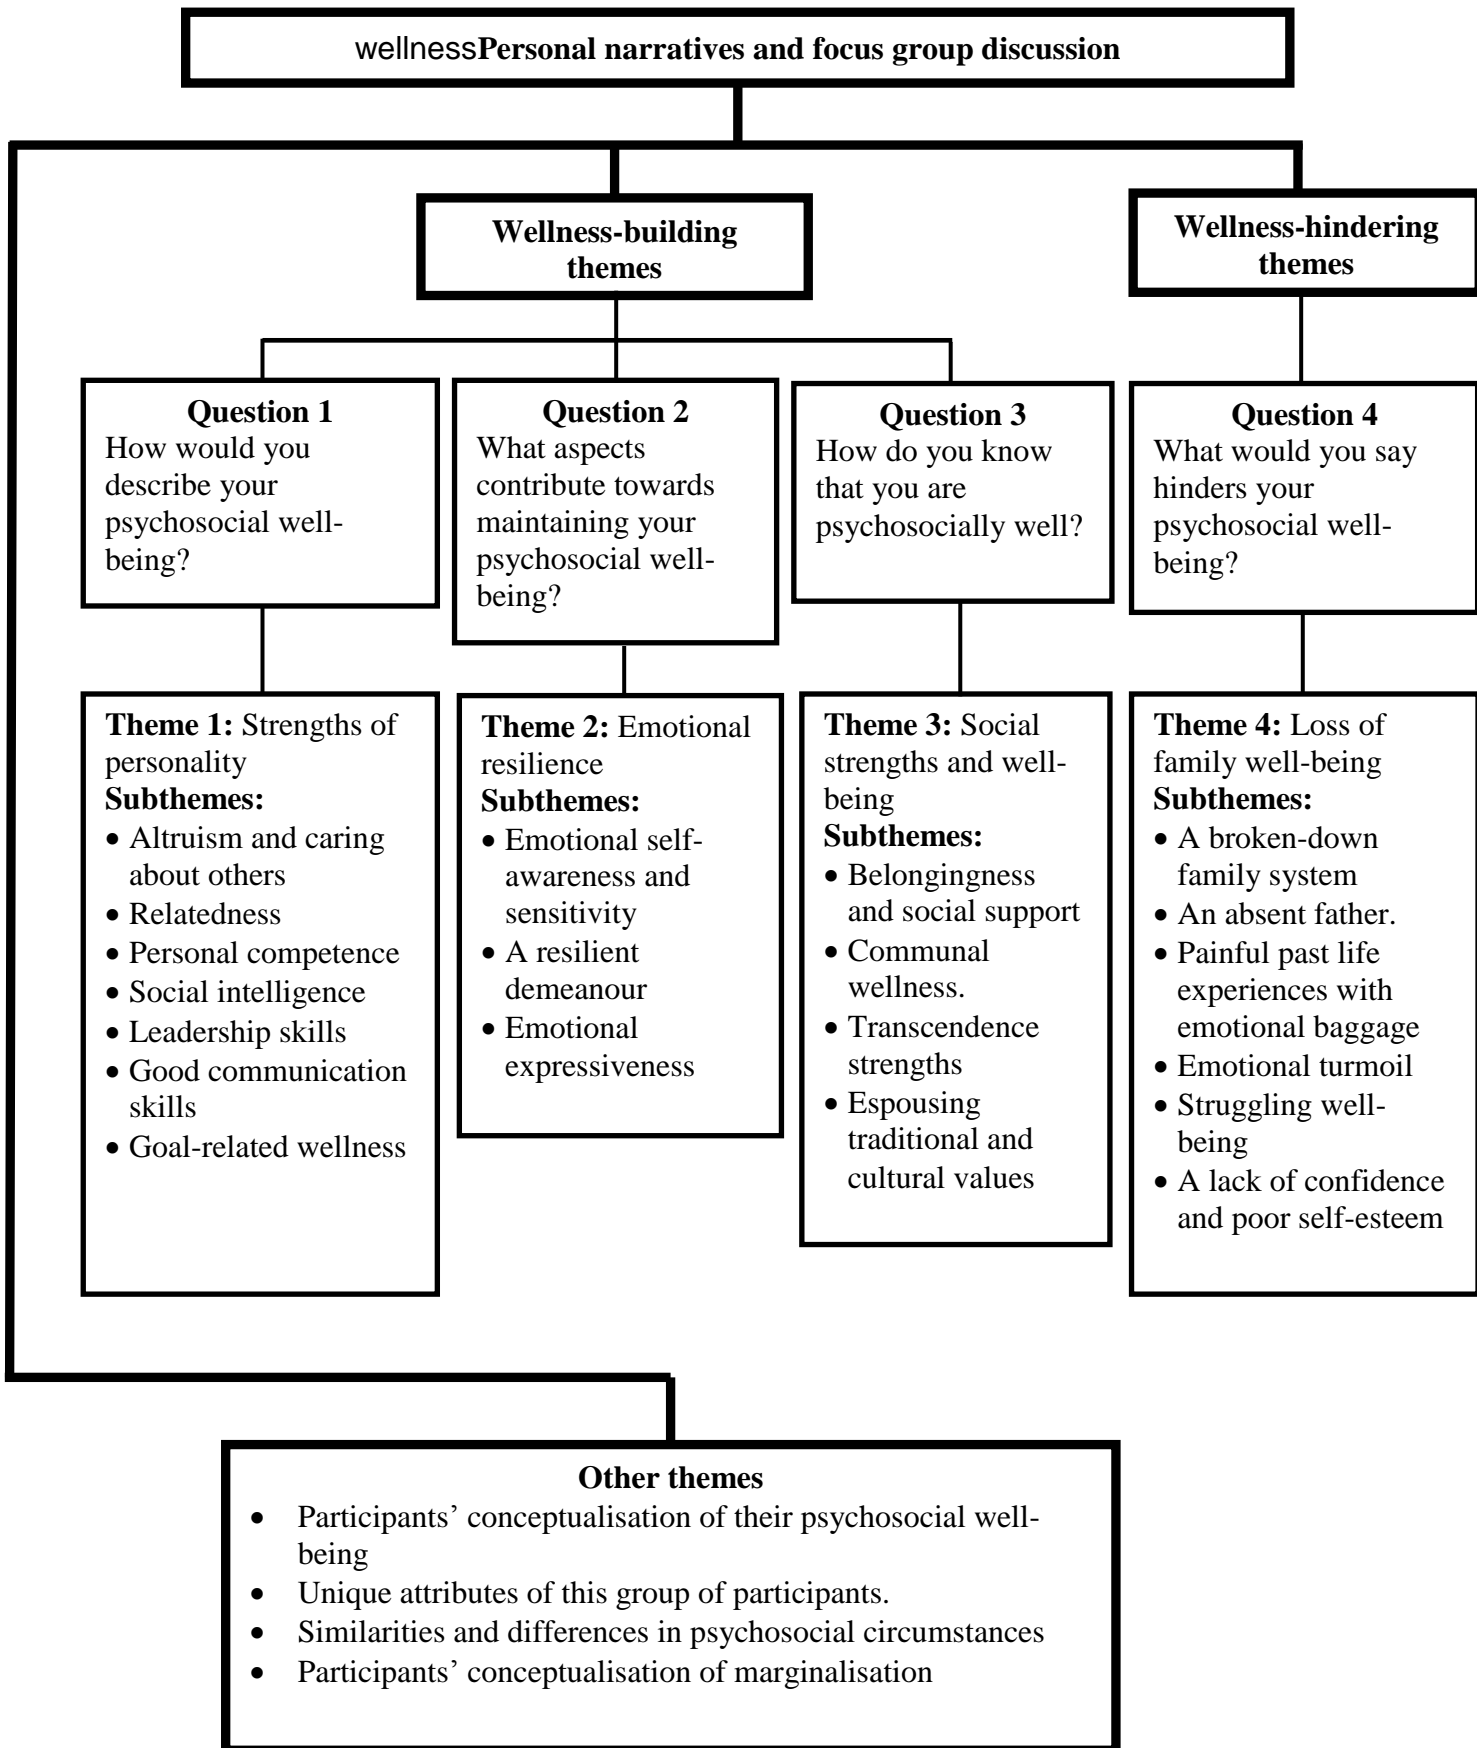 wellnessPersonal narratives and focus group discussion
Wellness-building
themes
Wellness-hindering
themes
Question 1
How would you
describe your
psychosocial well-
being?
Question 2
What aspects
contribute towards
maintaining your
psychosocial well-
being?
Question 3
How do you know
that you are
psychosocially well?
Question 4
What would you say
hinders your
psychosocial well-
being?
Theme 1: Strengths of
personality
Subthemes:
• Altruism and caring
about others
• Relatedness
• Personal competence
• Social intelligence
• Leadership skills
• Good communication
skills
• Goal-related wellness
Theme 2: Emotional
resilience
Subthemes:
• Emotional self-
awareness and
sensitivity
• A resilient
demeanour
• Emotional
expressiveness
Theme 3: Social
strengths and well-
being
Subthemes:
• Belongingness
and social support
• Communal
wellness.
• Transcendence
strengths
• Espousing
traditional and
cultural values
Theme 4: Loss of
family well-being
Subthemes:
• A broken-down
family system
• An absent father.
• Painful past life
experiences with
emotional baggage
• Emotional turmoil
• Struggling well-
being
• A lack of confidence
and poor self-esteem
Other themes
• Participants’ conceptualisation of their psychosocial well-
being
• Unique attributes of this group of participants.
• Similarities and differences in psychosocial circumstances
• Participants’ conceptualisation of marginalisation